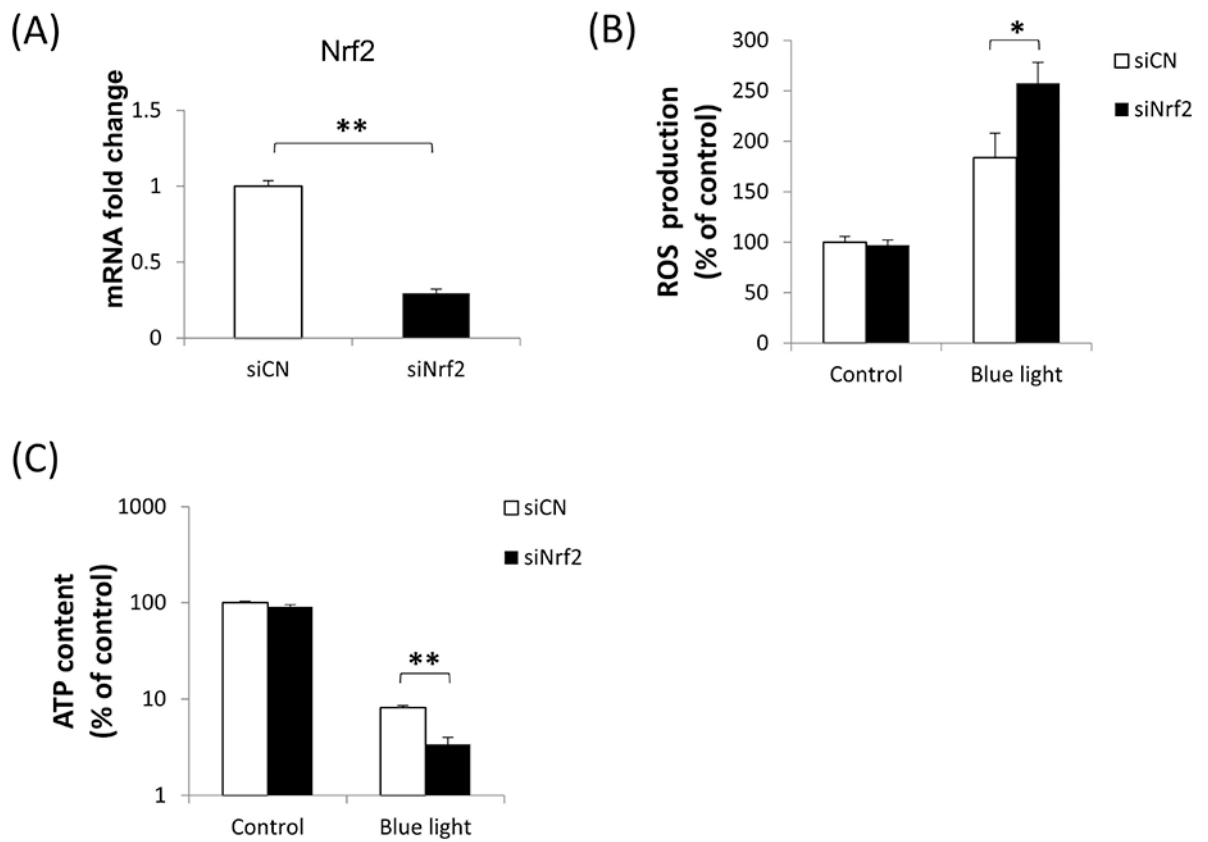 (A)
Nrf2
mRNA fold change
1.5
1
0.5
0
**
siCN
siNrf2
(B)
ROS production
(% of control)
300
250
200
150
100
50
0
*
siCN
siNrf2
Control
Blue light
(C)
ATP content
(% of control)
1000
100
10
1
**
siCN
siNrf2
Control
Blue light